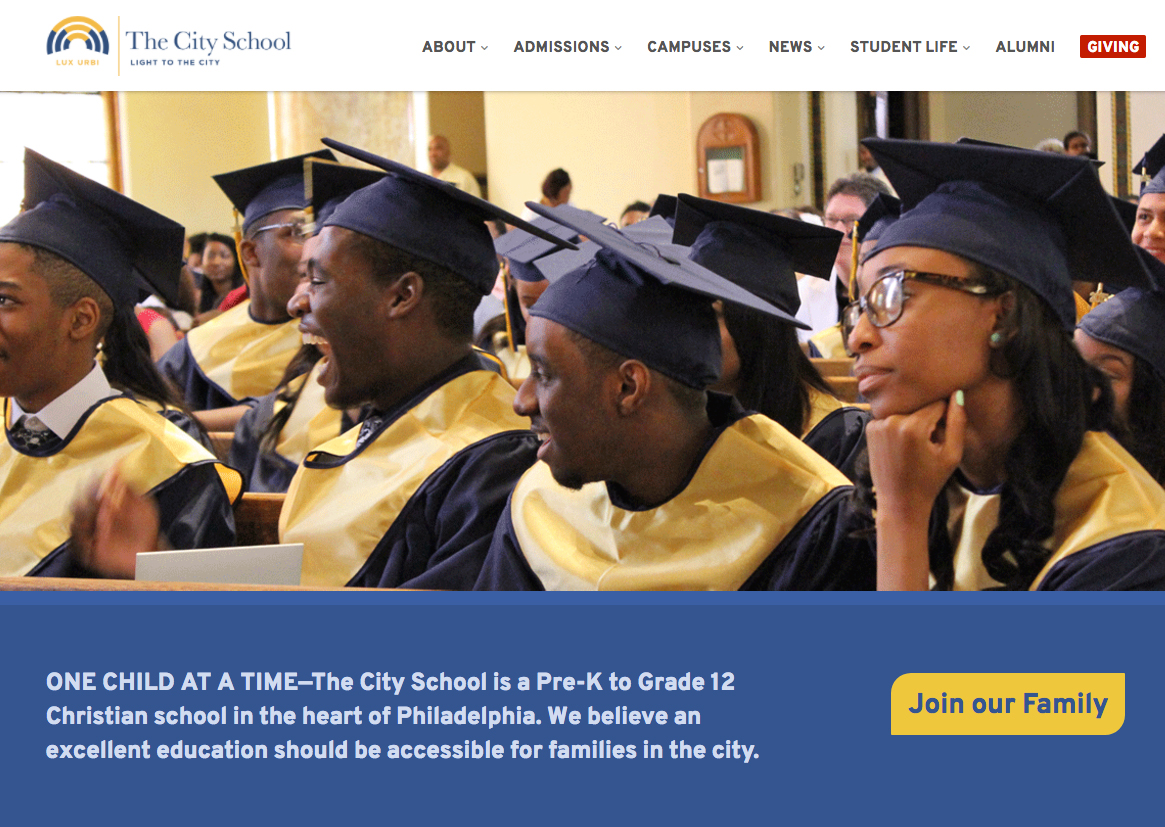 The City School
LUX URBI
LIGHT TO THE CITY
ABOUT
ADMISSIONS
CAMPUSES
NEWS
STUDENT LIFE
ALUMNI
GIVING
ONE CHILD AT A TIME—The City School is a Pre-K to Grade 12
Christian school in the heart of Philadelphia. We believe an
excellent education should be accessible for families in the city.
Join our Family